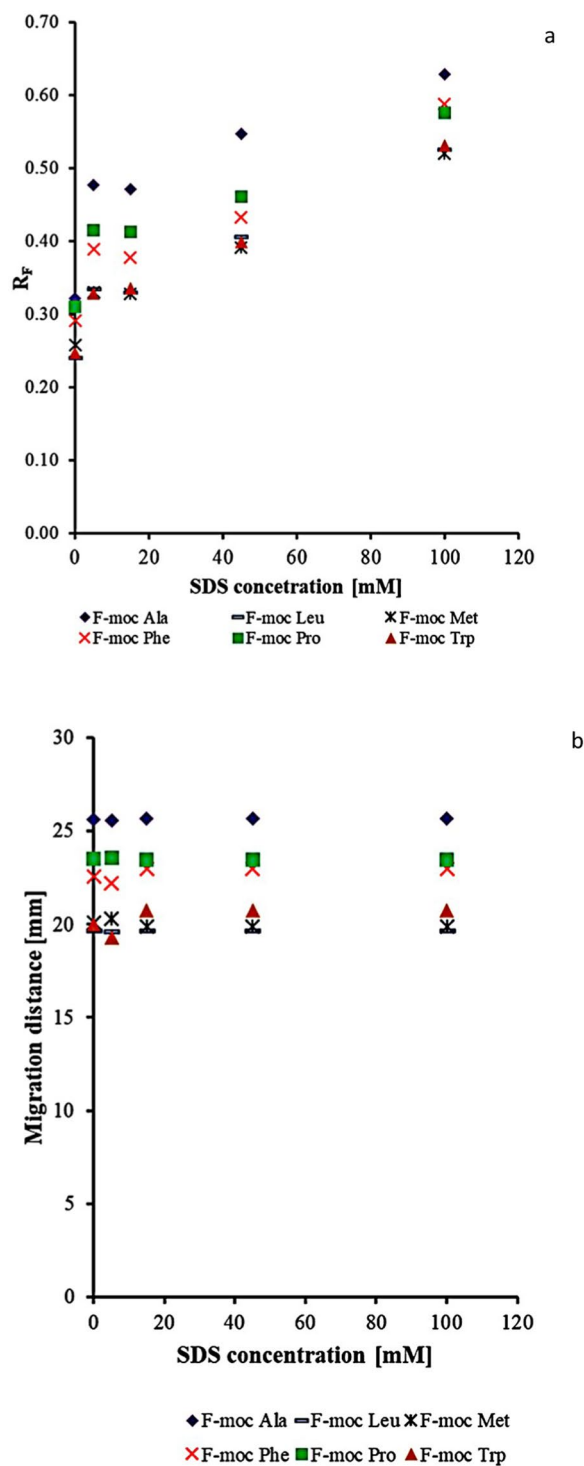 a
0.70
0.60
0.50
0.40
0.30
0.20
0.10
0.00
RF
0 20 40 60 80 100 120
SDS concetration [mM]
F-moc Ala F-moc Leu F-moc Met
F-moc Phe F-moc Pro F-moc Trp
b
30
25
20
15
10
5
0
Migration distance [mm]
0 20 40 60 80 100 120
SDS concentration [mM]
F-moc Ala F-moc Leu F-moc Met
F-moc Phe F-moc Pro F-moc Trp